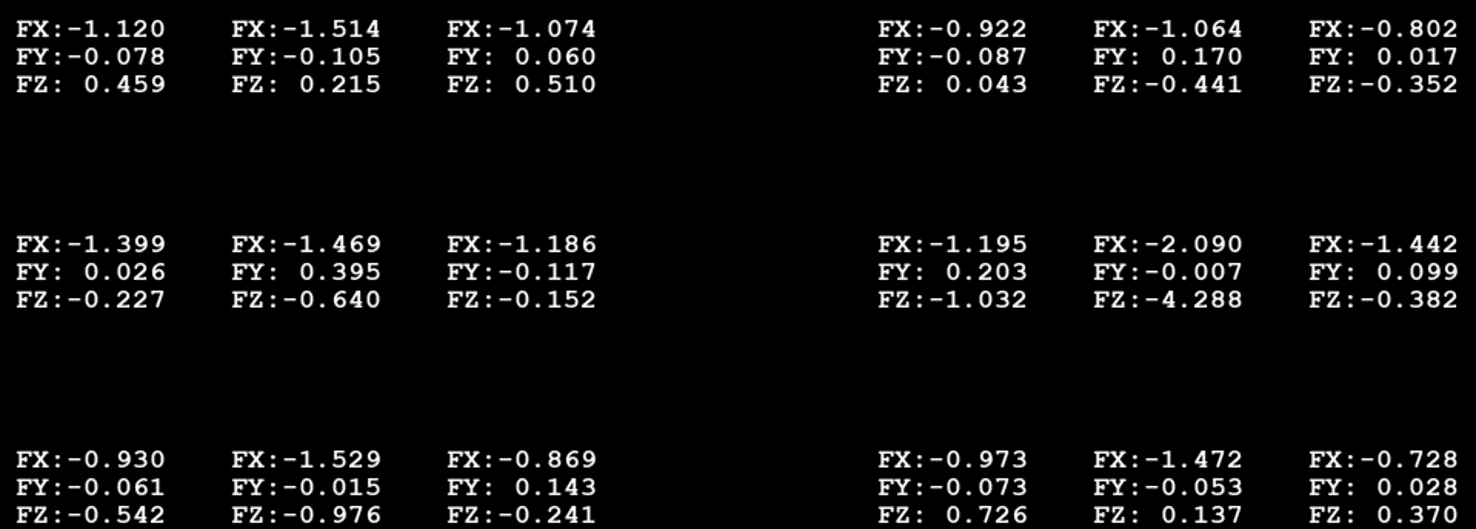 FX:-1.120 FX:-1.514 FX:-1.074 FX:-0.922 FX:-1.064 FX:-0.802
FY:-0.078 FY:-0.105 FY: 0.060 FY:-0.087 FY: 0.170 FY: 0.017
FZ: 0.459 FZ: 0.215 FZ: 0.510 FZ: 0.043 FZ:-0.441 FZ:-0.352
FX:-1.399 FX:-1.469 FX:-1.186 FX:-1.195 FX:-2.090 FX:-1.442
FY: 0.026 FY: 0.395 FY:-0.117 FY: 0.203 FY:-0.007 FY: 0.099
FZ:-0.227 FZ:-0.640 FZ:-0.152 FZ:-1.032 FZ:-4.288 FZ:-0.382
FX:-0.930 FX:-1.529 FX:-0.869 FX:-0.973 FX:-1.472 FX:-0.728
FY:-0.061 FY:-0.015 FY: 0.143 FY:-0.073 FY:-0.053 FY: 0.028
FZ:-0.542 FZ:-0.976 FZ:-0.241 FZ: 0.726 FZ: 0.137 FZ: 0.370